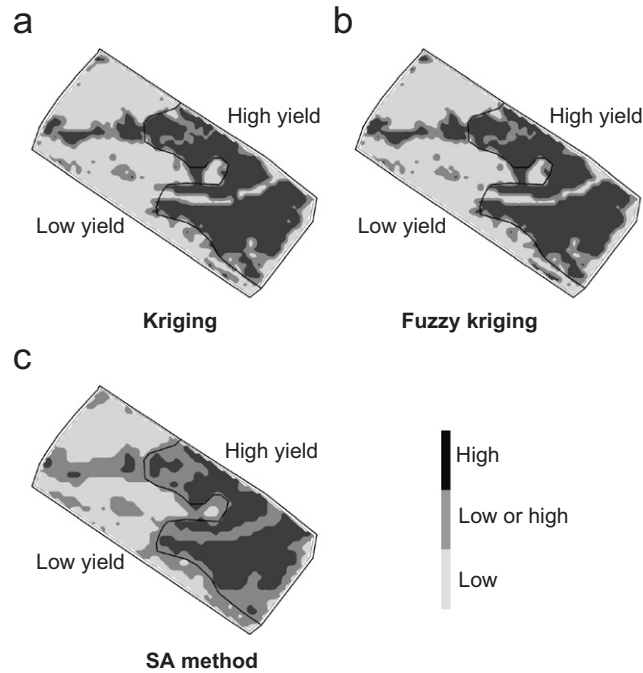 a
b
High yield
High yield
Low yield
Low yield
Kriging
Fuzzy kriging
c
High yield
High
Low or high
Low yield
Low
SA method